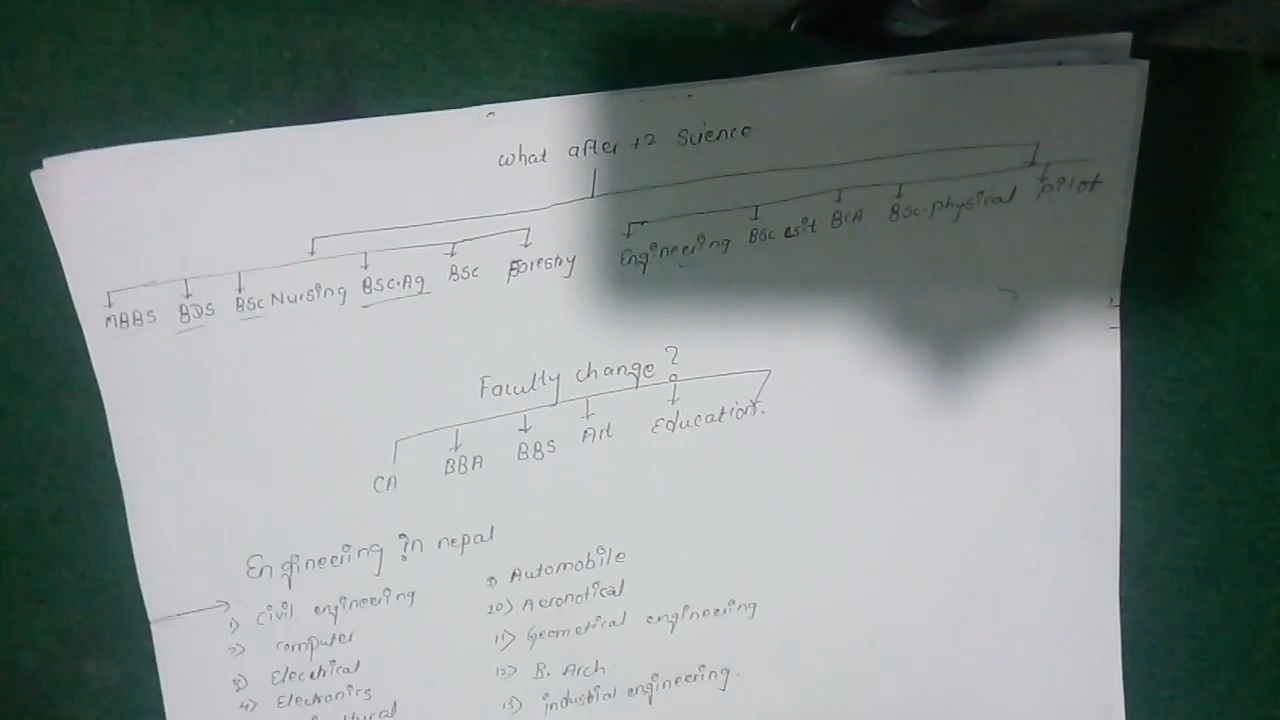 What after +2 Science
MBBS BDS BSc Nursing BSC.Ag BSc Forestry
Engineering BSc csit BCA BSc.physical pilot
Faculty change?
CA BBA BBS Art Education.
Engineering in nepal
1) Civil engineering
2) computer
3) Electrical
4) Electronics
9) Automobile
10) Aeronotical
11) Geometical engineering
12) B. Arch
13) industrial engineering.